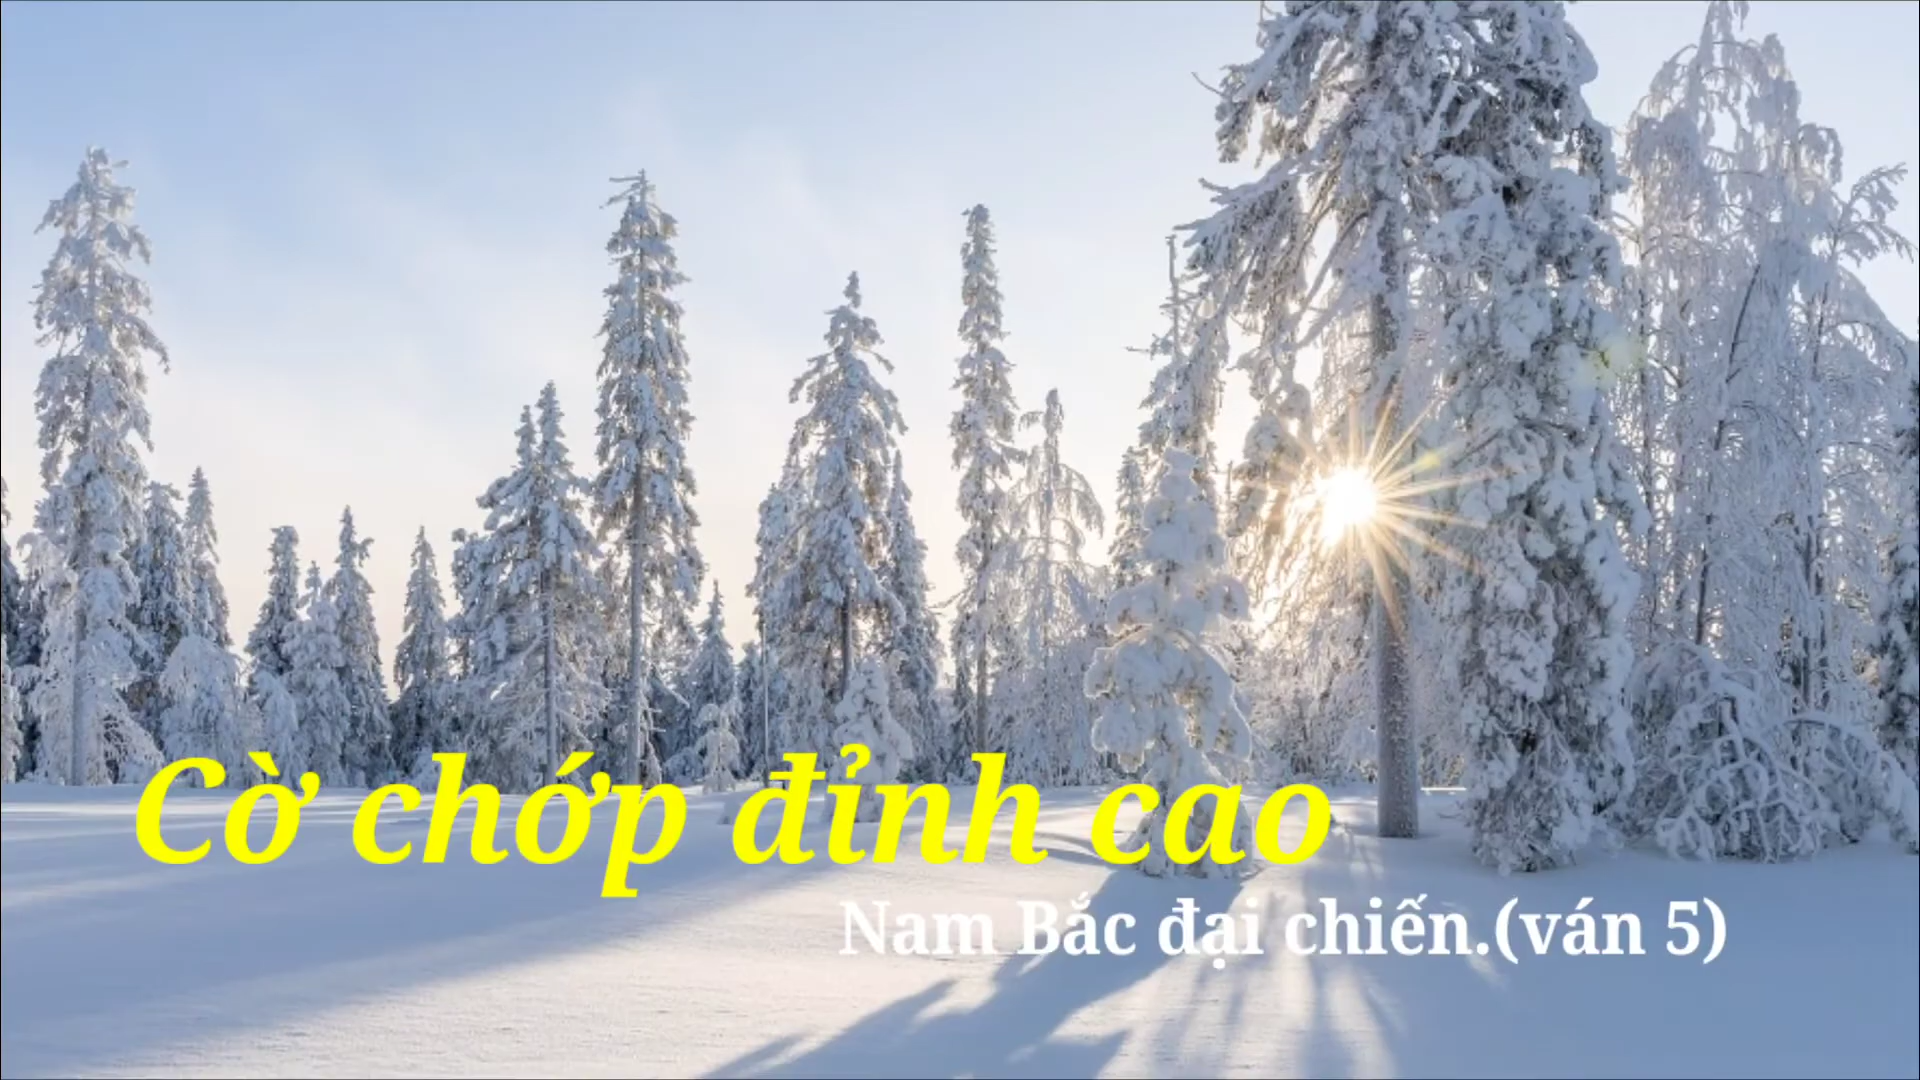 Cờ chớp đỉnh cao
Nam Bắc đại chiến.(ván 5)